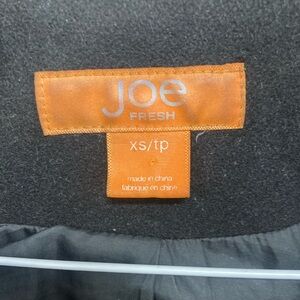 Joe
FRESH
xs/tp
made in china
fabriqué en chine